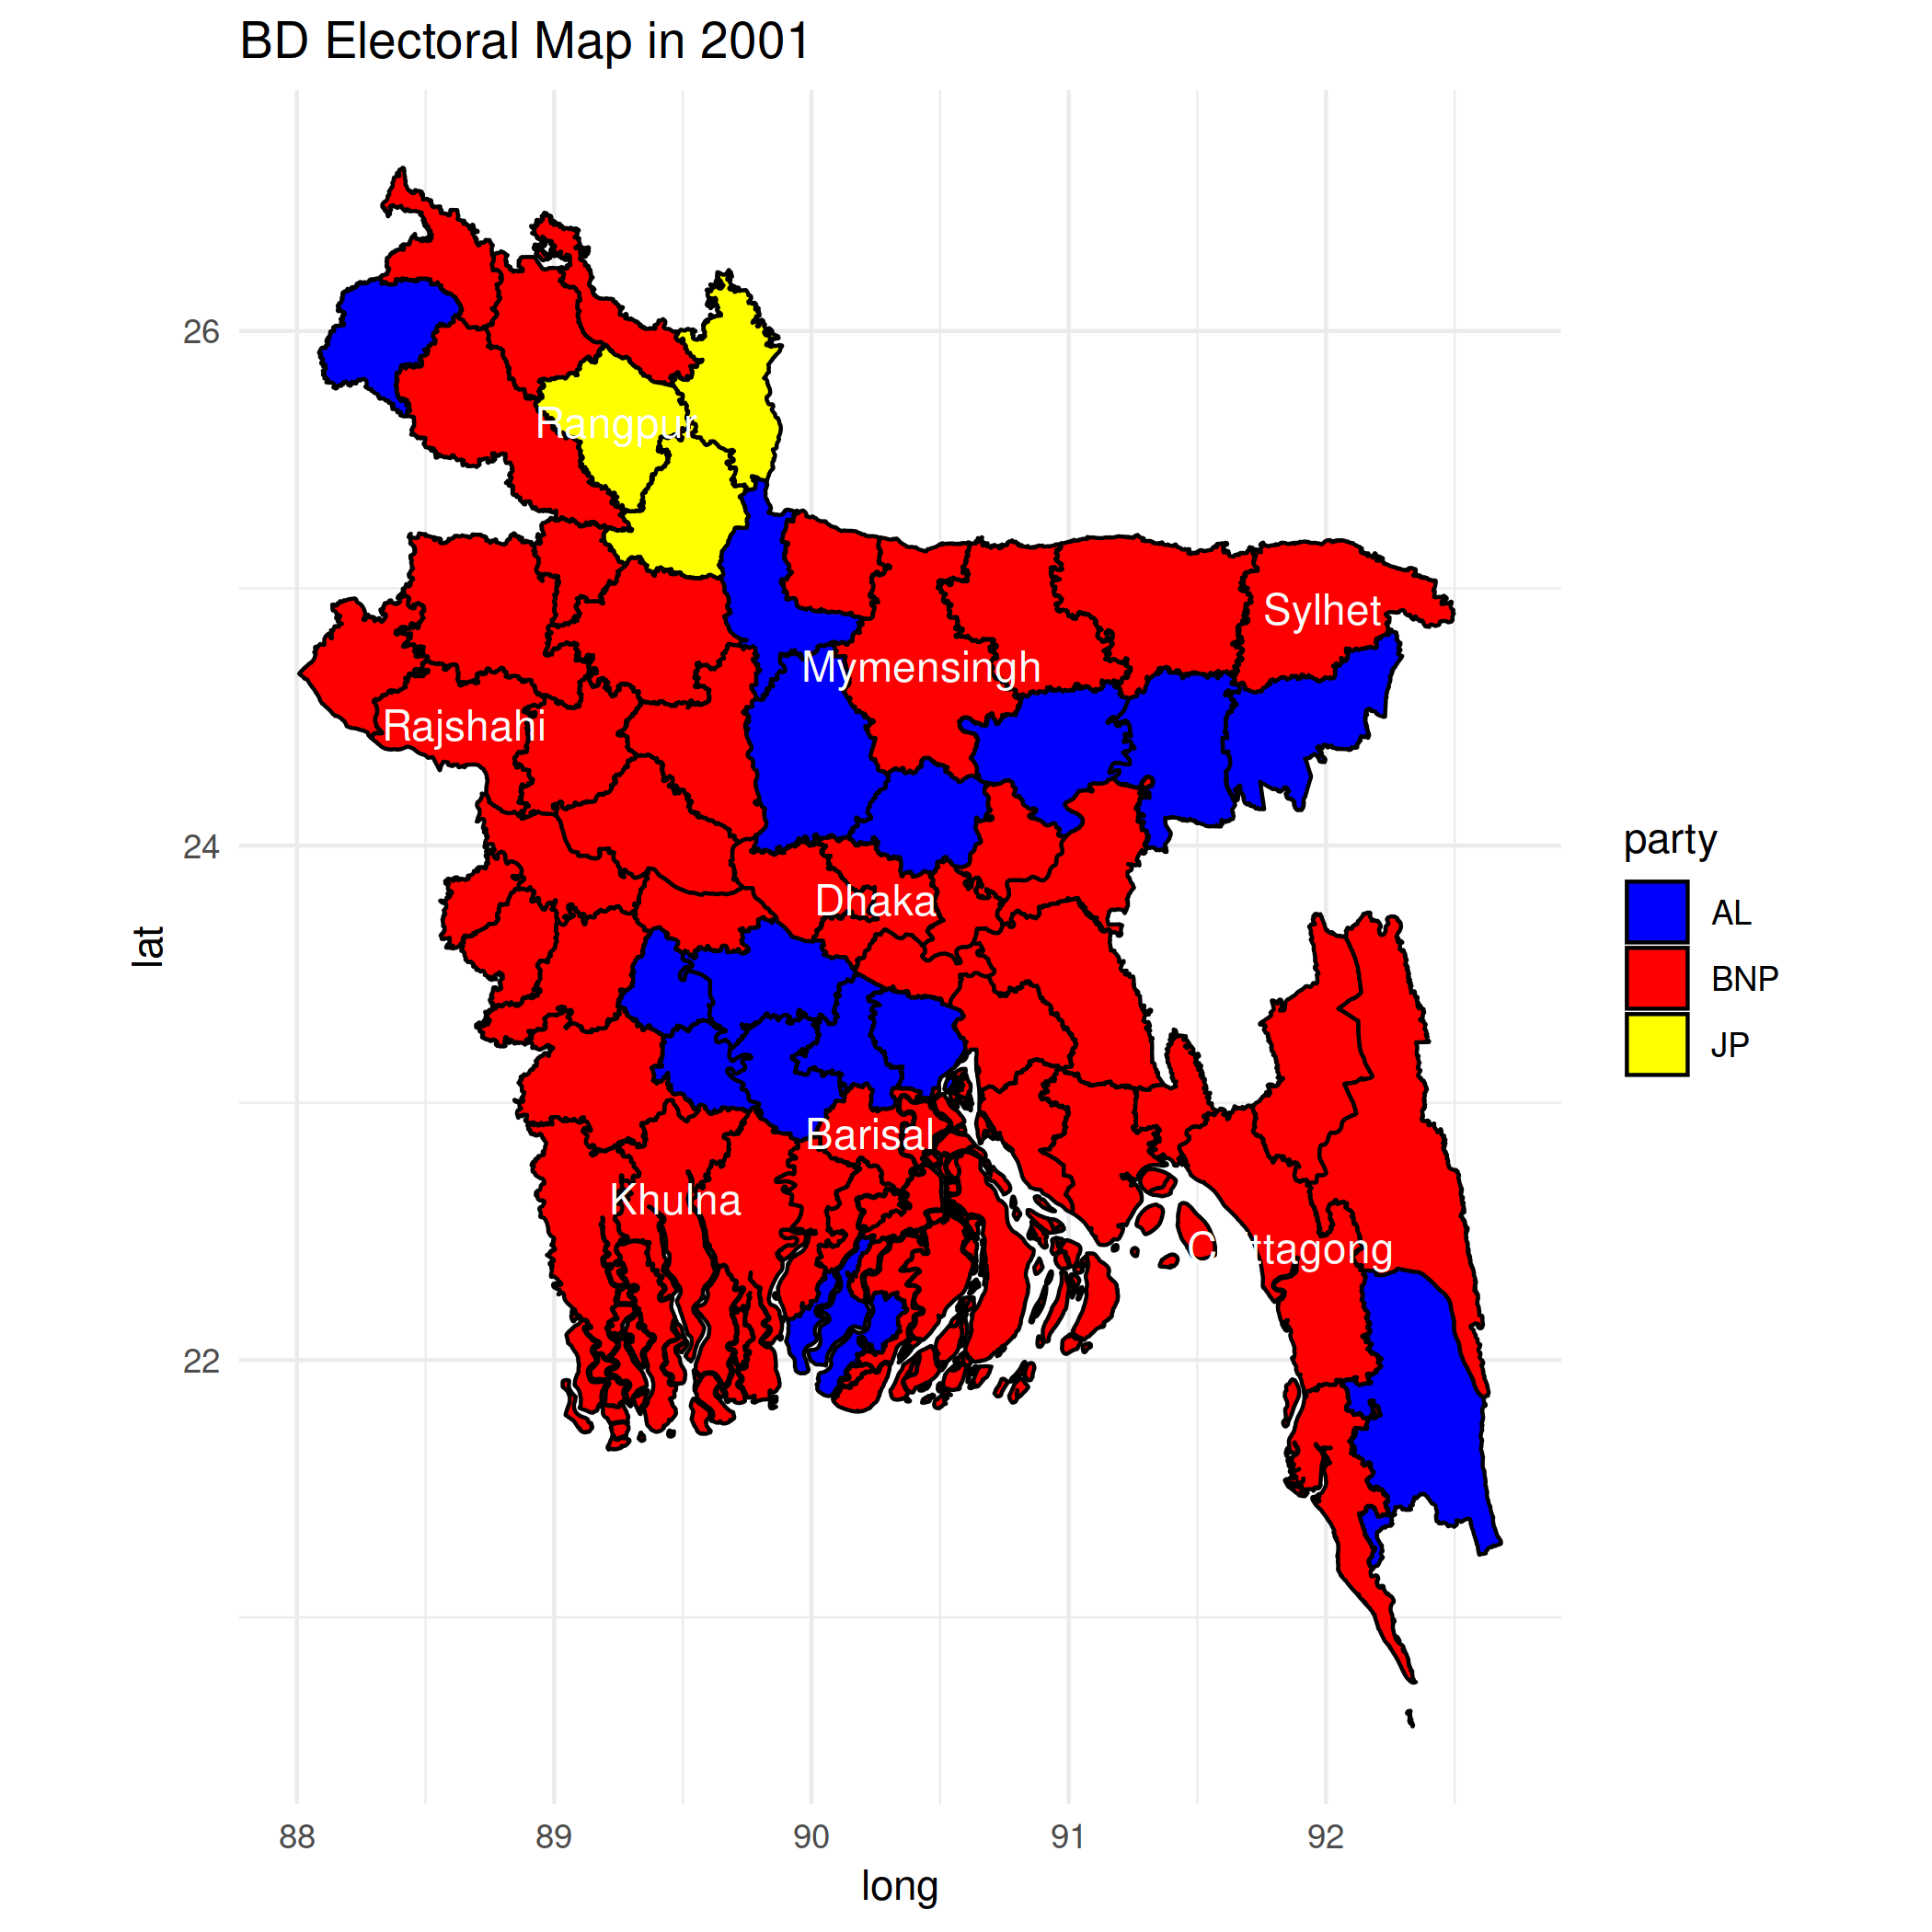 BD Electoral Map in 2001
26
24
22
lat
Rangpur
Sylhet
Mymensingh
Rajshahi
Dhaka
Barisal
Khulna
Chittagong
88 89 90 91 92
long
party
AL
BNP
JP